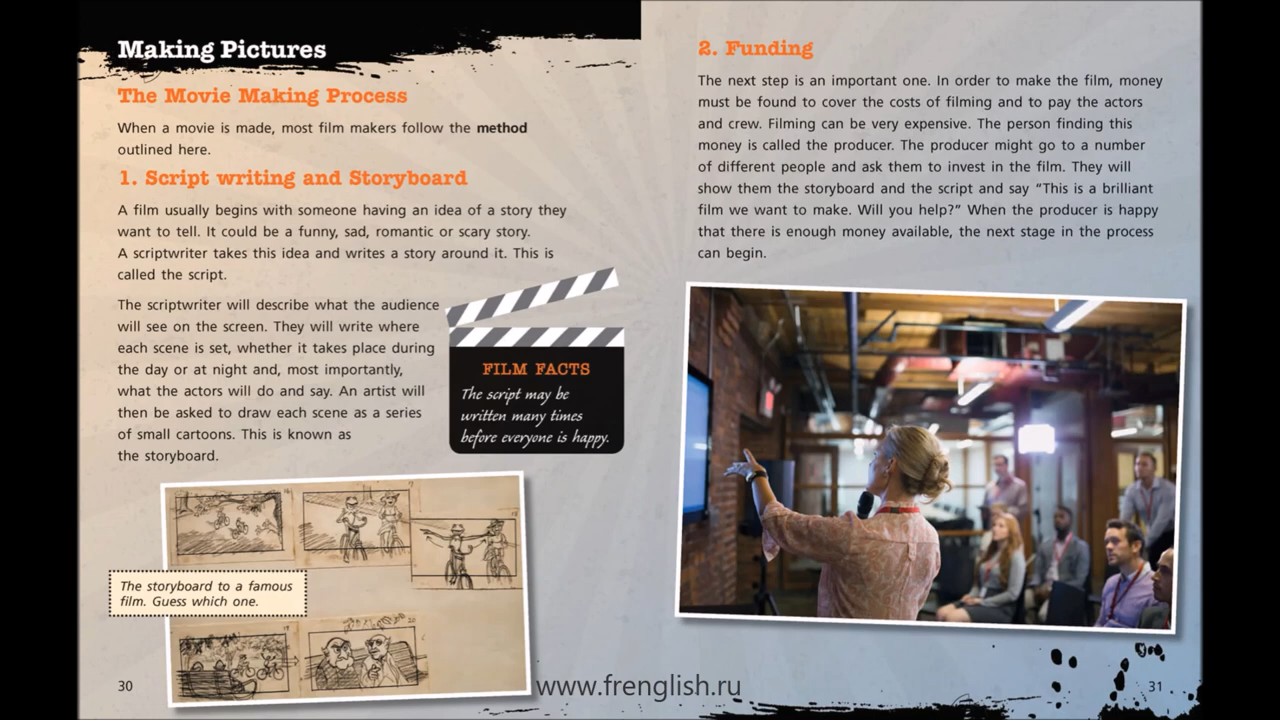 Making Pictures
The Movie Making Process
When a movie is made, most film makers follow the method
outlined here.
1. Script writing and Storyboard
A film usually begins with someone having an idea of a story they
want to tell. It could be a funny, sad, romantic or scary story.
A scriptwriter takes this idea and writes a story around it. This is
called the script.
The scriptwriter will describe what the audience
will see on the screen. They will write where
each scene is set, whether it takes place during
the day or at night and, most importantly,
what the actors will do and say. An artist will
then be asked to draw each scene as a series
of small cartoons. This is known as
the storyboard.
FILM FACTS
The script may be
written many times
before everyone is happy.
The storyboard to a famous
film. Guess which one.
30
2. Funding
The next step is an important one. In order to make the film, money
must be found to cover the costs of filming and to pay the actors
and crew. Filming can be very expensive. The person finding this
money is called the producer. The producer might go to a number
of different people and ask them to invest in the film. They will
show them the storyboard and the script and say “This is a brilliant
film we want to make. Will you help?” When the producer is happy
that there is enough money available, the next stage in the process
can begin.
31
www.frenglish.ru